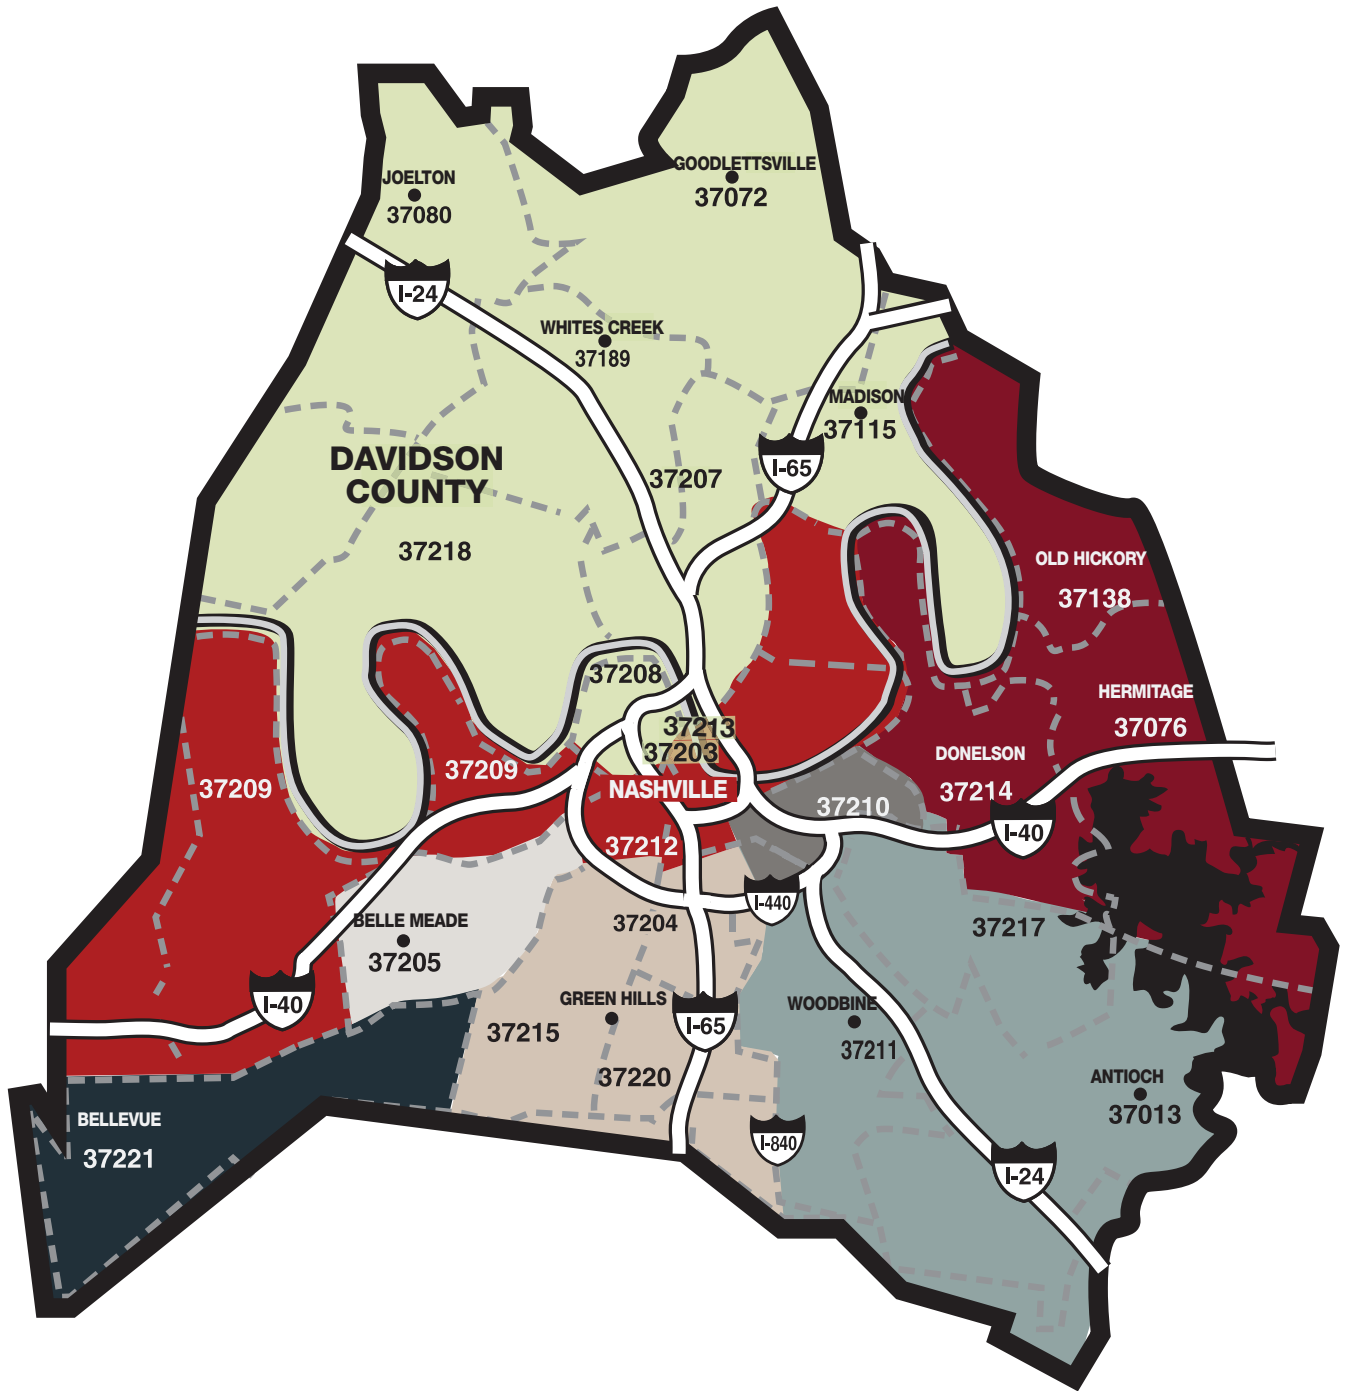 GOODLETTSVILLE
37072
JOELTON
37080
I-24
WHITES CREEK
37189
MADISON
37115
DAVIDSON
COUNTY
I-65
37207
37218
OLD HICKORY
37138
37208
HERMITAGE
37076
37213
37203
DONELSON
37214
37209
37209
NASHVILLE
37210
I-40
37212
I-440
BELLE MEADE
37205
37204
37217
I-40
GREEN HILLS
37215
I-65
WOODBINE
37211
37220
ANTIOCH
37013
BELLEVUE
37221
I-840
I-24